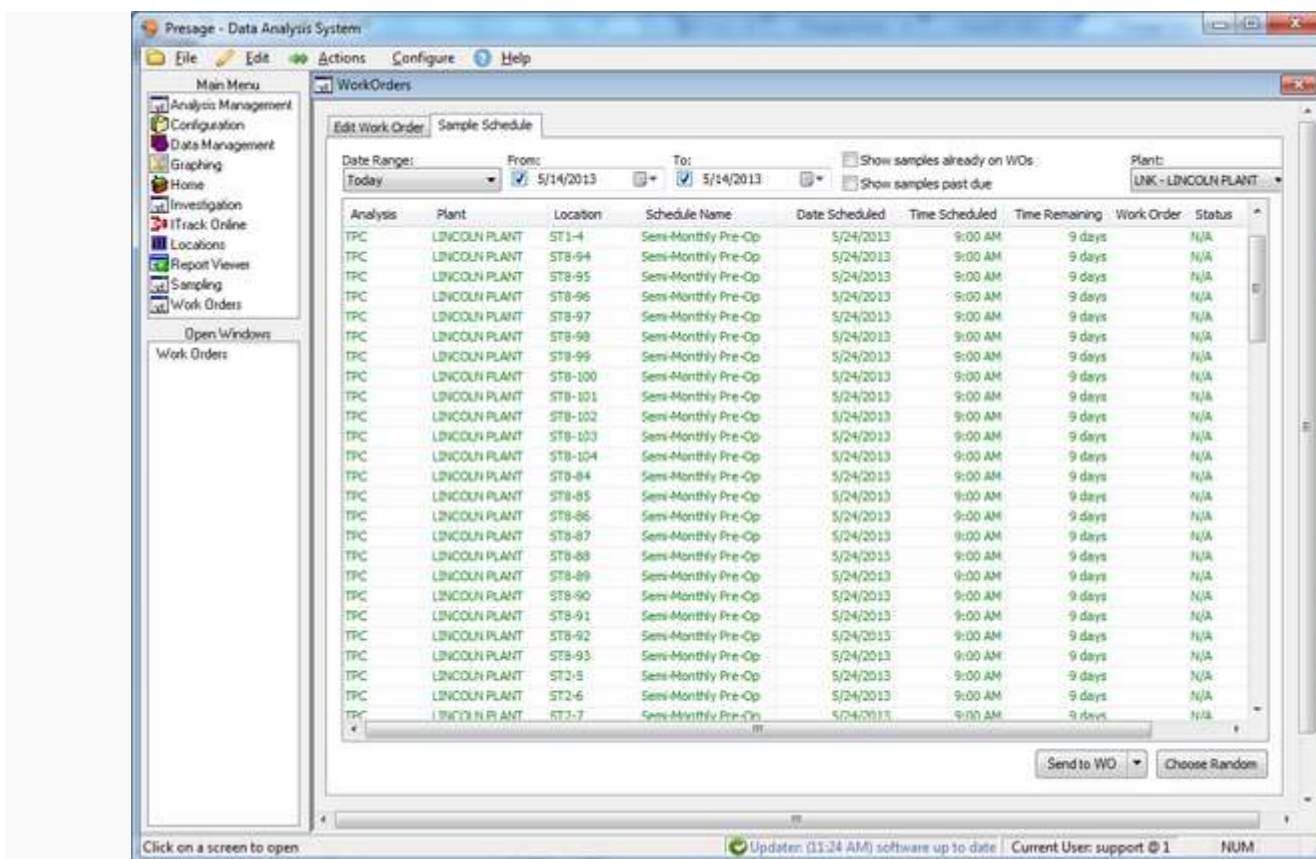 Presage - Data Analysis System
File Edit Actions Configure Help
Main Menu
Analysis Management
Configuration
Data Management
Graphing
Home
Investigation
ITrack Online
Locations
Report Viewer
Sampling
Work Orders
Open Windows
Work Orders
WorkOrders
Edit Work Order Sample Schedule
Date Range: From: To: Show samples already on WOs Plant:
Today 5/14/2013 5/14/2013 Show samples past due LNK - LINCOLN PLANT
Analysis Plant Location Schedule Name Date Scheduled Time Scheduled Time Remaining Work Order Status
TPC LINCOLN PLANT ST1-4 Semi-Monthly Pre-Op 5/24/2013 9:00 AM 9 days N/A
TPC LINCOLN PLANT ST8-94 Semi-Monthly Pre-Op 5/24/2013 9:00 AM 9 days N/A
TPC LINCOLN PLANT ST8-95 Semi-Monthly Pre-Op 5/24/2013 9:00 AM 9 days N/A
TPC LINCOLN PLANT ST8-96 Semi-Monthly Pre-Op 5/24/2013 9:00 AM 9 days N/A
TPC LINCOLN PLANT ST8-97 Semi-Monthly Pre-Op 5/24/2013 9:00 AM 9 days N/A
TPC LINCOLN PLANT ST8-98 Semi-Monthly Pre-Op 5/24/2013 9:00 AM 9 days N/A
TPC LINCOLN PLANT ST8-99 Semi-Monthly Pre-Op 5/24/2013 9:00 AM 9 days N/A
TPC LINCOLN PLANT ST8-100 Semi-Monthly Pre-Op 5/24/2013 9:00 AM 9 days N/A
TPC LINCOLN PLANT ST8-101 Semi-Monthly Pre-Op 5/24/2013 9:00 AM 9 days N/A
TPC LINCOLN PLANT ST8-102 Semi-Monthly Pre-Op 5/24/2013 9:00 AM 9 days N/A
TPC LINCOLN PLANT ST8-103 Semi-Monthly Pre-Op 5/24/2013 9:00 AM 9 days N/A
TPC LINCOLN PLANT ST8-104 Semi-Monthly Pre-Op 5/24/2013 9:00 AM 9 days N/A
TPC LINCOLN PLANT ST8-84 Semi-Monthly Pre-Op 5/24/2013 9:00 AM 9 days N/A
TPC LINCOLN PLANT ST8-85 Semi-Monthly Pre-Op 5/24/2013 9:00 AM 9 days N/A
TPC LINCOLN PLANT ST8-86 Semi-Monthly Pre-Op 5/24/2013 9:00 AM 9 days N/A
TPC LINCOLN PLANT ST8-87 Semi-Monthly Pre-Op 5/24/2013 9:00 AM 9 days N/A
TPC LINCOLN PLANT ST8-88 Semi-Monthly Pre-Op 5/24/2013 9:00 AM 9 days N/A
TPC LINCOLN PLANT ST8-89 Semi-Monthly Pre-Op 5/24/2013 9:00 AM 9 days N/A
TPC LINCOLN PLANT ST8-90 Semi-Monthly Pre-Op 5/24/2013 9:00 AM 9 days N/A
TPC LINCOLN PLANT ST8-91 Semi-Monthly Pre-Op 5/24/2013 9:00 AM 9 days N/A
TPC LINCOLN PLANT ST8-92 Semi-Monthly Pre-Op 5/24/2013 9:00 AM 9 days N/A
TPC LINCOLN PLANT ST8-93 Semi-Monthly Pre-Op 5/24/2013 9:00 AM 9 days N/A
TPC LINCOLN PLANT ST2-5 Semi-Monthly Pre-Op 5/24/2013 9:00 AM 9 days N/A
TPC LINCOLN PLANT ST2-6 Semi-Monthly Pre-Op 5/24/2013 9:00 AM 9 days N/A
TPC LINCOLN PLANT ST2-7 Semi-Monthly Pre-Op 5/24/2013 9:00 AM 9 days N/A
Send to WO Choose Random
Click on a screen to open Updater: (11:24 AM) software up to date Current User: support @ 1 NUM